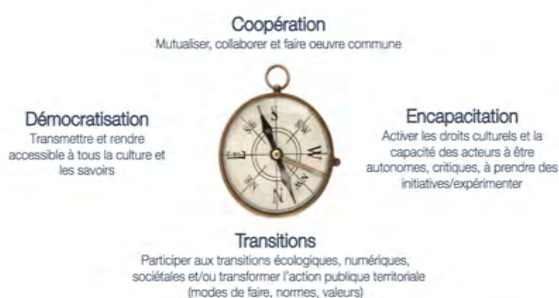 Coopération
Mutualiser, collaborer et faire oeuvre commune
Démocratisation
Transmettre et rendre
accessible à tous la culture et
les savoirs
S
W
E
N
NW
Encapacitation
Activer les droits culturels et la
capacité des acteurs à être
autonomes, critiques, à prendre des
initiatives/expérimenter
Transitions
Participer aux transitions écologiques, numériques,
sociétales et/ou transformer l'action publique territoriale
(modes de faire, normes, valeurs)